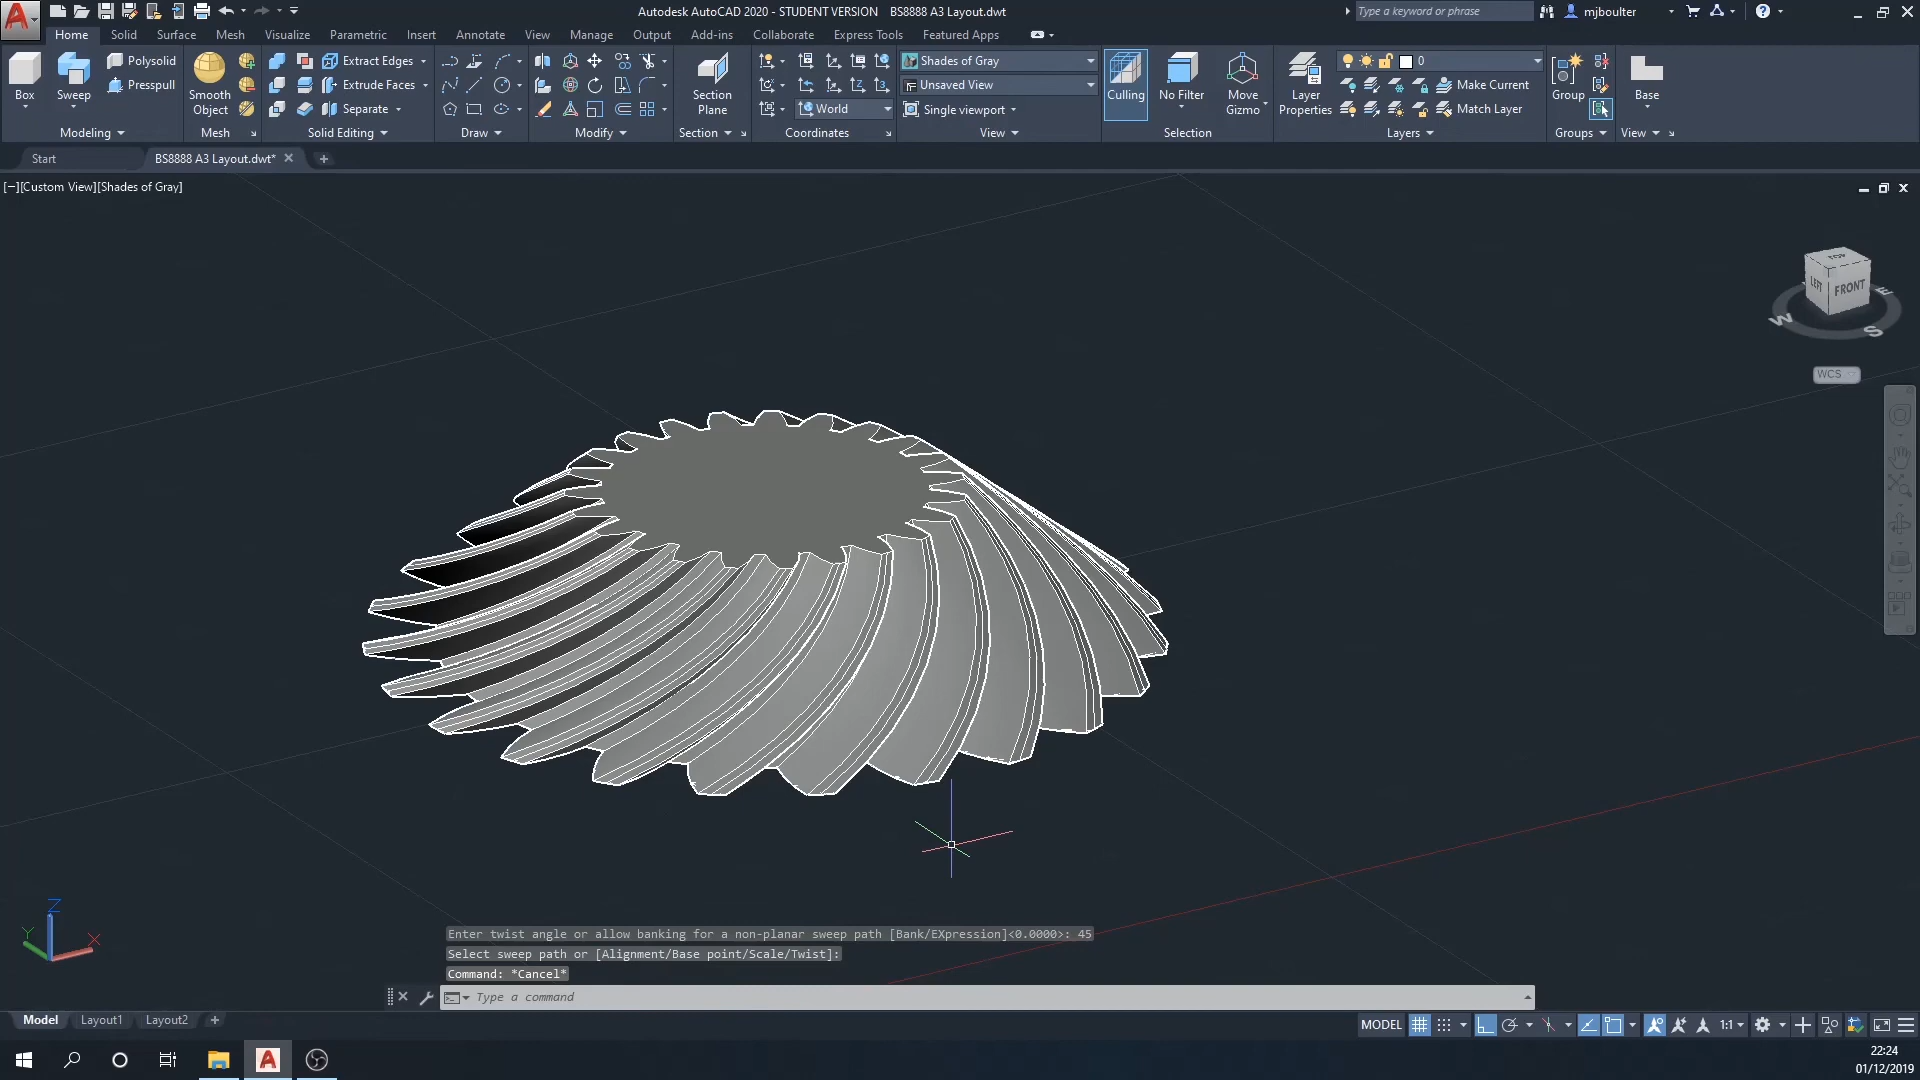 Autodesk AutoCAD 2020 - STUDENT VERSION BS8888 A3 Layout.dwt
Type a keyword or phrase
mjboulter
Home Solid Surface Mesh Visualize Parametric Insert Annotate View Manage Output Add-ins Collaborate Express Tools Featured Apps
Box
Sweep
Polysolid
Presspull
Modeling
Smooth
Object
Mesh
Extract Edges
Extrude Faces
Separate
Solid Editing
Draw
Modify
Section
Plane
Section
World
Coordinates
Shades of Gray
Unsaved View
Single viewport
View
Culling
No Filter
Move
Gizmo
Selection
Layer
Properties
0
Make Current
Match Layer
Layers
Group
Groups
Base
View
Start
BS8888 A3 Layout.dwt*
[−][Custom View][Shades of Gray]
TOP
LEFT
FRONT
W
S
E
WCS
Z
Y
X
Enter twist angle or allow banking for a non-planar sweep path [Bank/EXpression]<0.0000>: 45
Select sweep path or [Alignment/Base point/Scale/Twist]:
Command: *Cancel*
Type a command
Model Layout1 Layout2
MODEL
1:1
22:24
01/12/2019